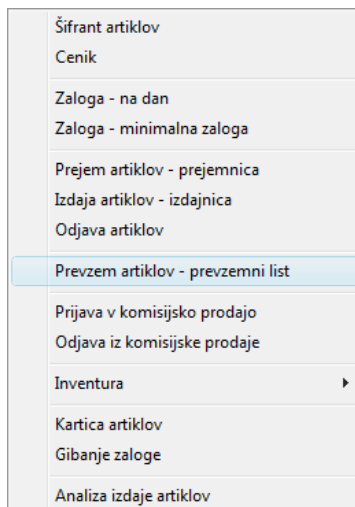 Šifrant artiklov
Cenik
Zaloga - na dan
Zaloga - minimalna zaloga
Prejem artiklov - prejemnica
Izdaja artiklov - izdajnica
Odjava artiklov
Prevzem artiklov - prevzemni list
Prijava v komisijsko prodajo
Odjava iz komisijske prodaje
Inventura
Kartica artiklov
Gibanje zaloge
Analiza izdaje artiklov